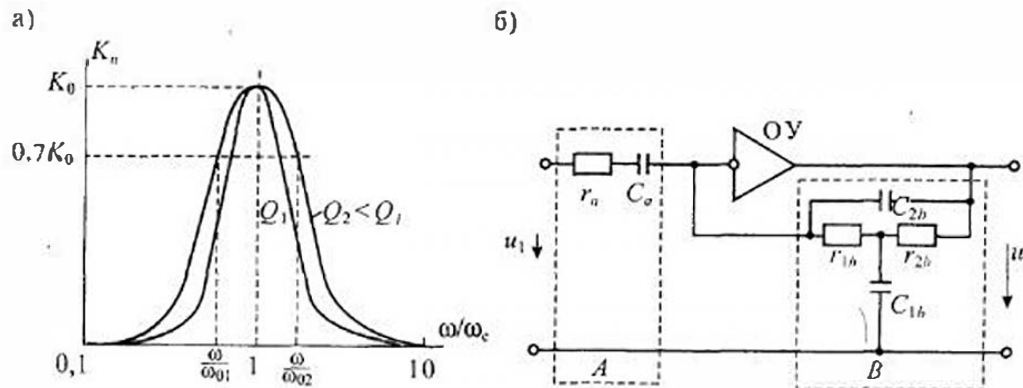 а)
K_п
K_0
0,7K_0
Q_1
Q_2 < Q_1
ω/ω_c
0,1
ω/ω_01
1
ω/ω_02
10
б)
ОУ
r_a
C_a
C_2b
r_1b
r_2b
u_1
u
C_1b
A
B